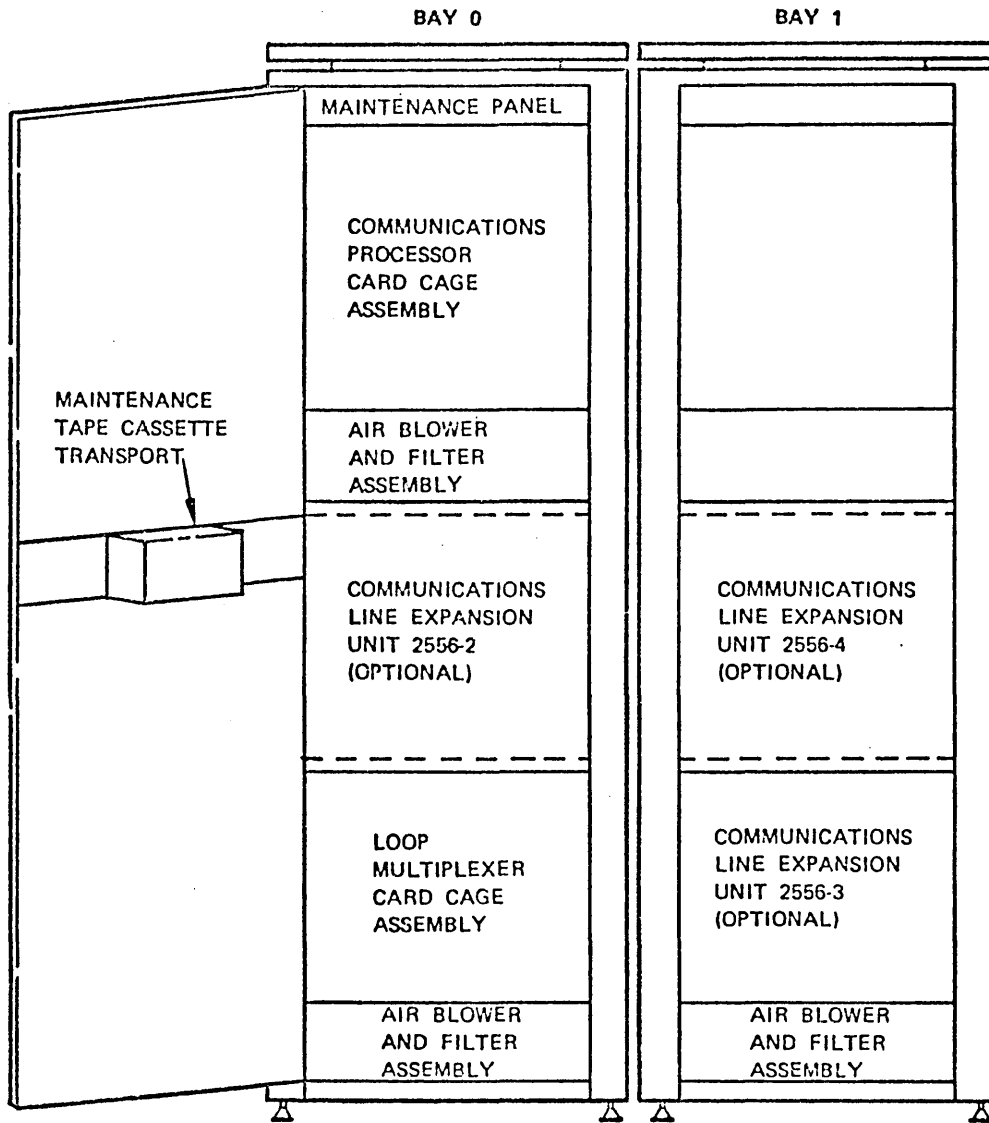 BAY 0
BAY 1
MAINTENANCE PANEL
COMMUNICATIONS
PROCESSOR
CARD CAGE
ASSEMBLY
MAINTENANCE
TAPE CASSETTE
TRANSPORT
AIR BLOWER
AND FILTER
ASSEMBLY
COMMUNICATIONS
LINE EXPANSION
UNIT 2556-2
(OPTIONAL)
COMMUNICATIONS
LINE EXPANSION
UNIT 2556-4
(OPTIONAL)
LOOP
MULTIPLEXER
CARD CAGE
ASSEMBLY
COMMUNICATIONS
LINE EXPANSION
UNIT 2556-3
(OPTIONAL)
AIR BLOWER
AND FILTER
ASSEMBLY
AIR BLOWER
AND FILTER
ASSEMBLY